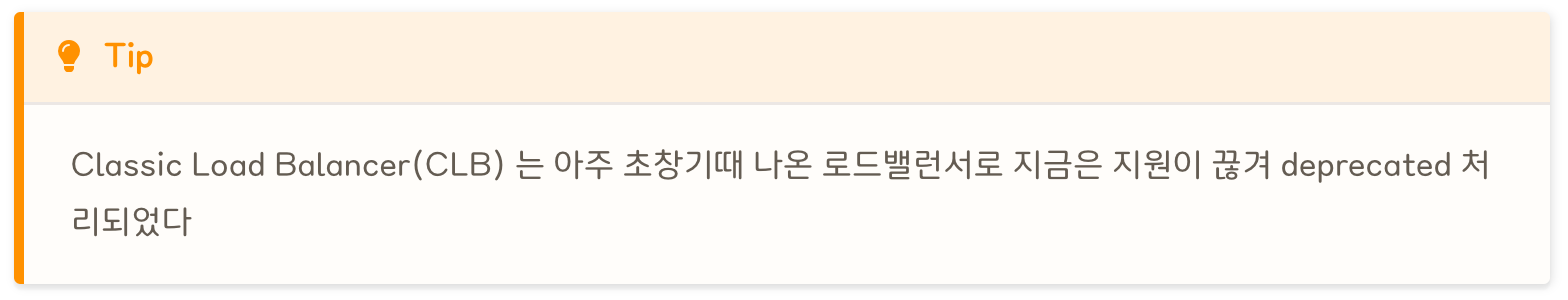 Tip
Classic Load Balancer(CLB) 는 아주 초창기때 나온 로드밸런서로 지금은 지원이 끊겨 deprecated 처
리되었다